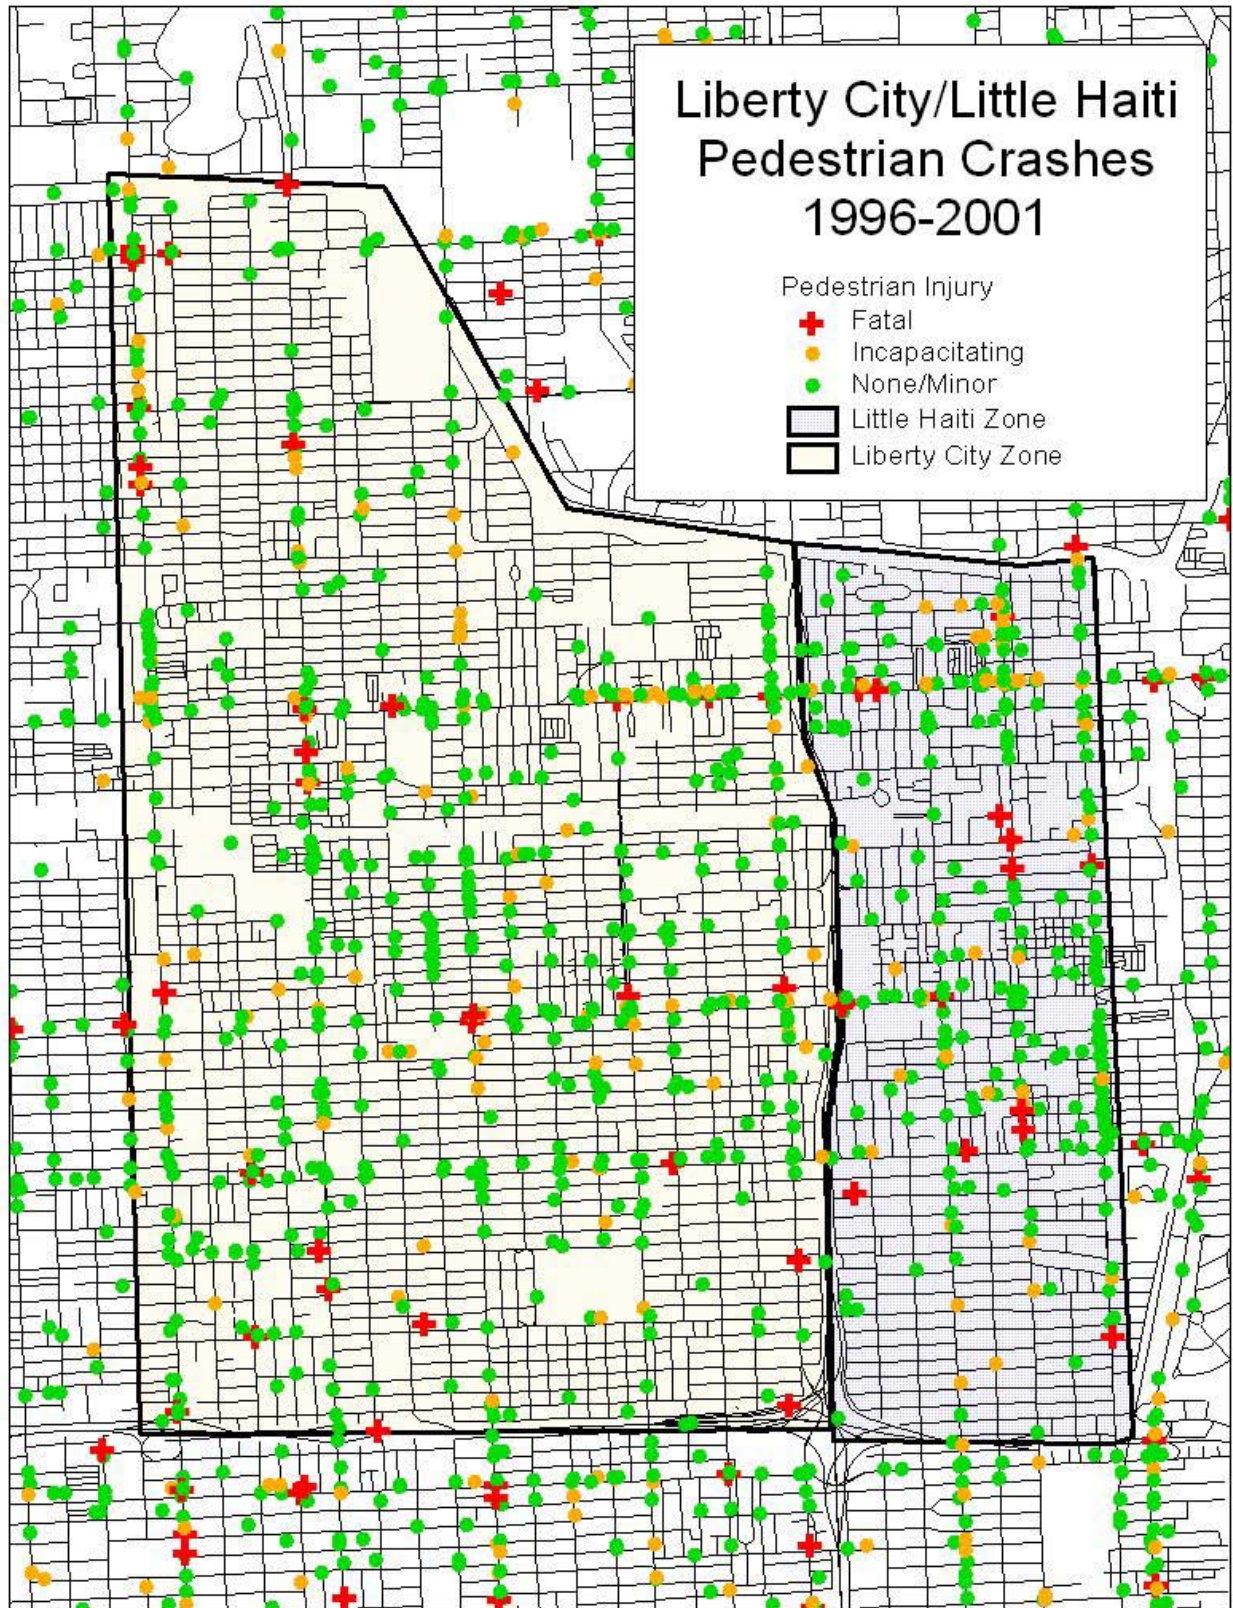 Liberty City/Little Haiti
Pedestrian Crashes
1996-2001
Pedestrian Injury
Fatal
Incapacitating
None/Minor
Little Haiti Zone
Liberty City Zone